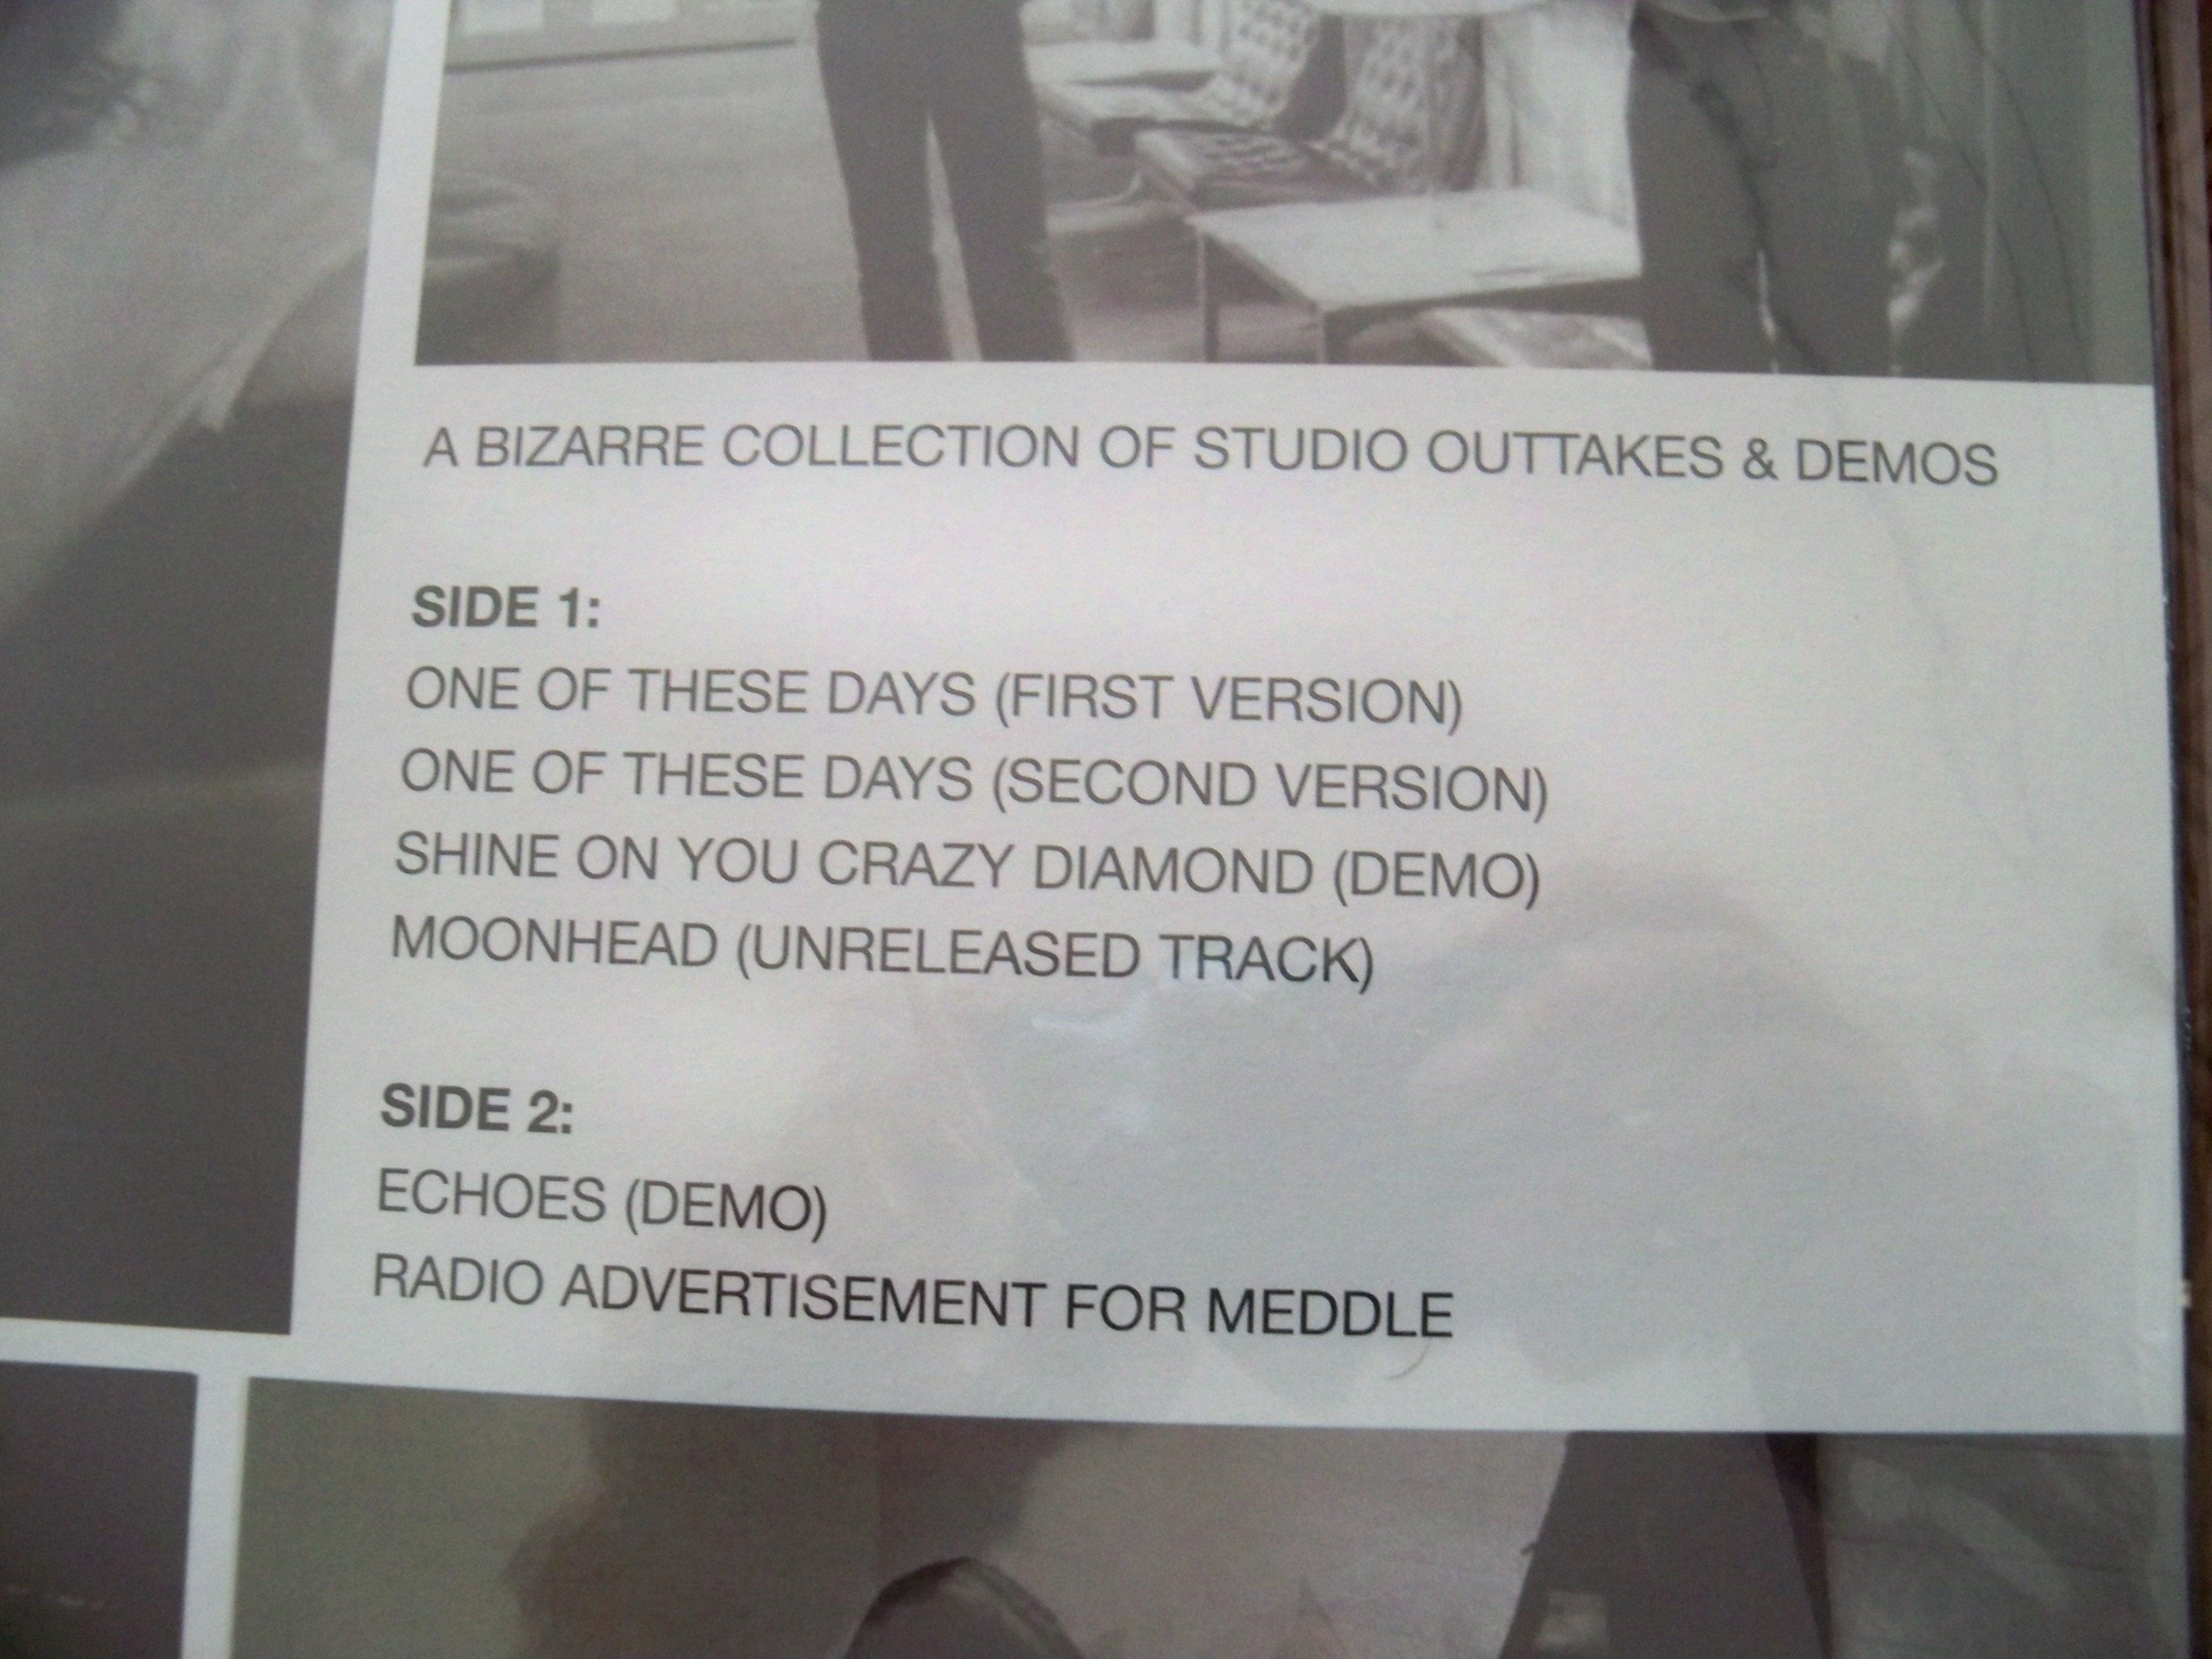 A BIZARRE COLLECTION OF STUDIO OUTTAKES & DEMOS
SIDE 1:
ONE OF THESE DAYS (FIRST VERSION)
ONE OF THESE DAYS (SECOND VERSION)
SHINE ON YOU CRAZY DIAMOND (DEMO)
MOONHEAD (UNRELEASED TRACK)
SIDE 2:
ECHOES (DEMO)
RADIO ADVERTISEMENT FOR MEDDLE